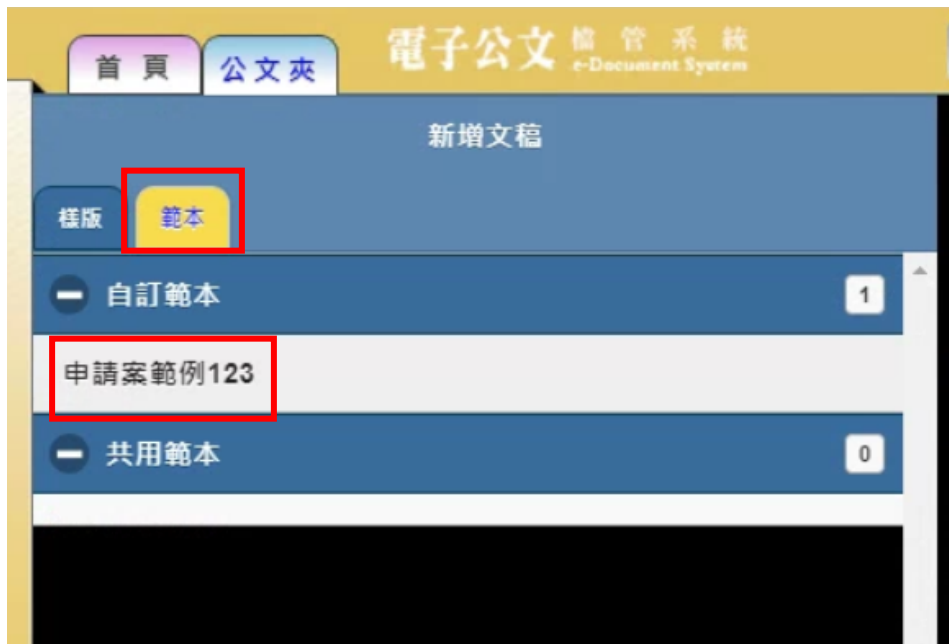 首頁
公文夾
電子公文 檔管系統
e-Document System
新增文稿
樣版
範本
自訂範本
1
申請案範例123
共用範本
0